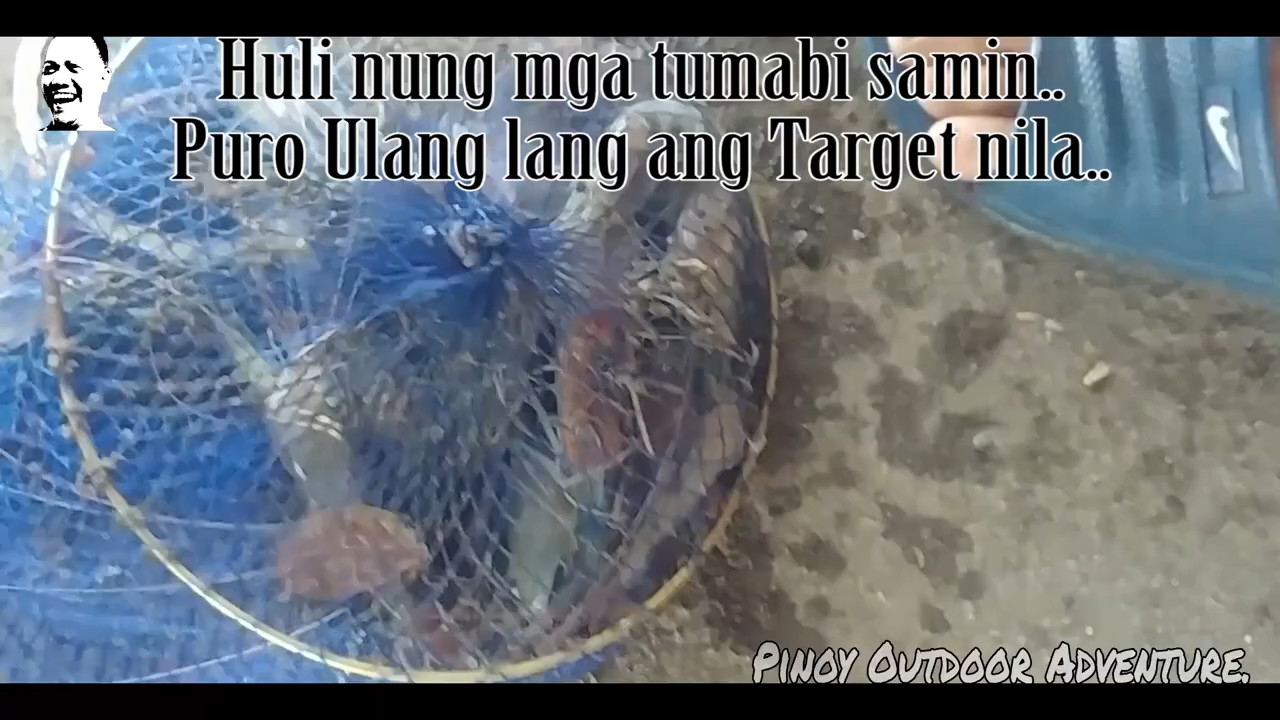 Huli nung mga tumabi samin..
Puro Ulang lang ang Target nila..
Pinoy Outdoor Adventure.